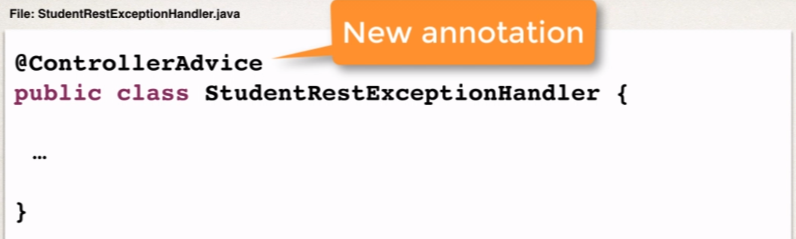 File: StudentRestExceptionHandler.java
New annotation
@ControllerAdvice
public class StudentRestExceptionHandler {
…
}